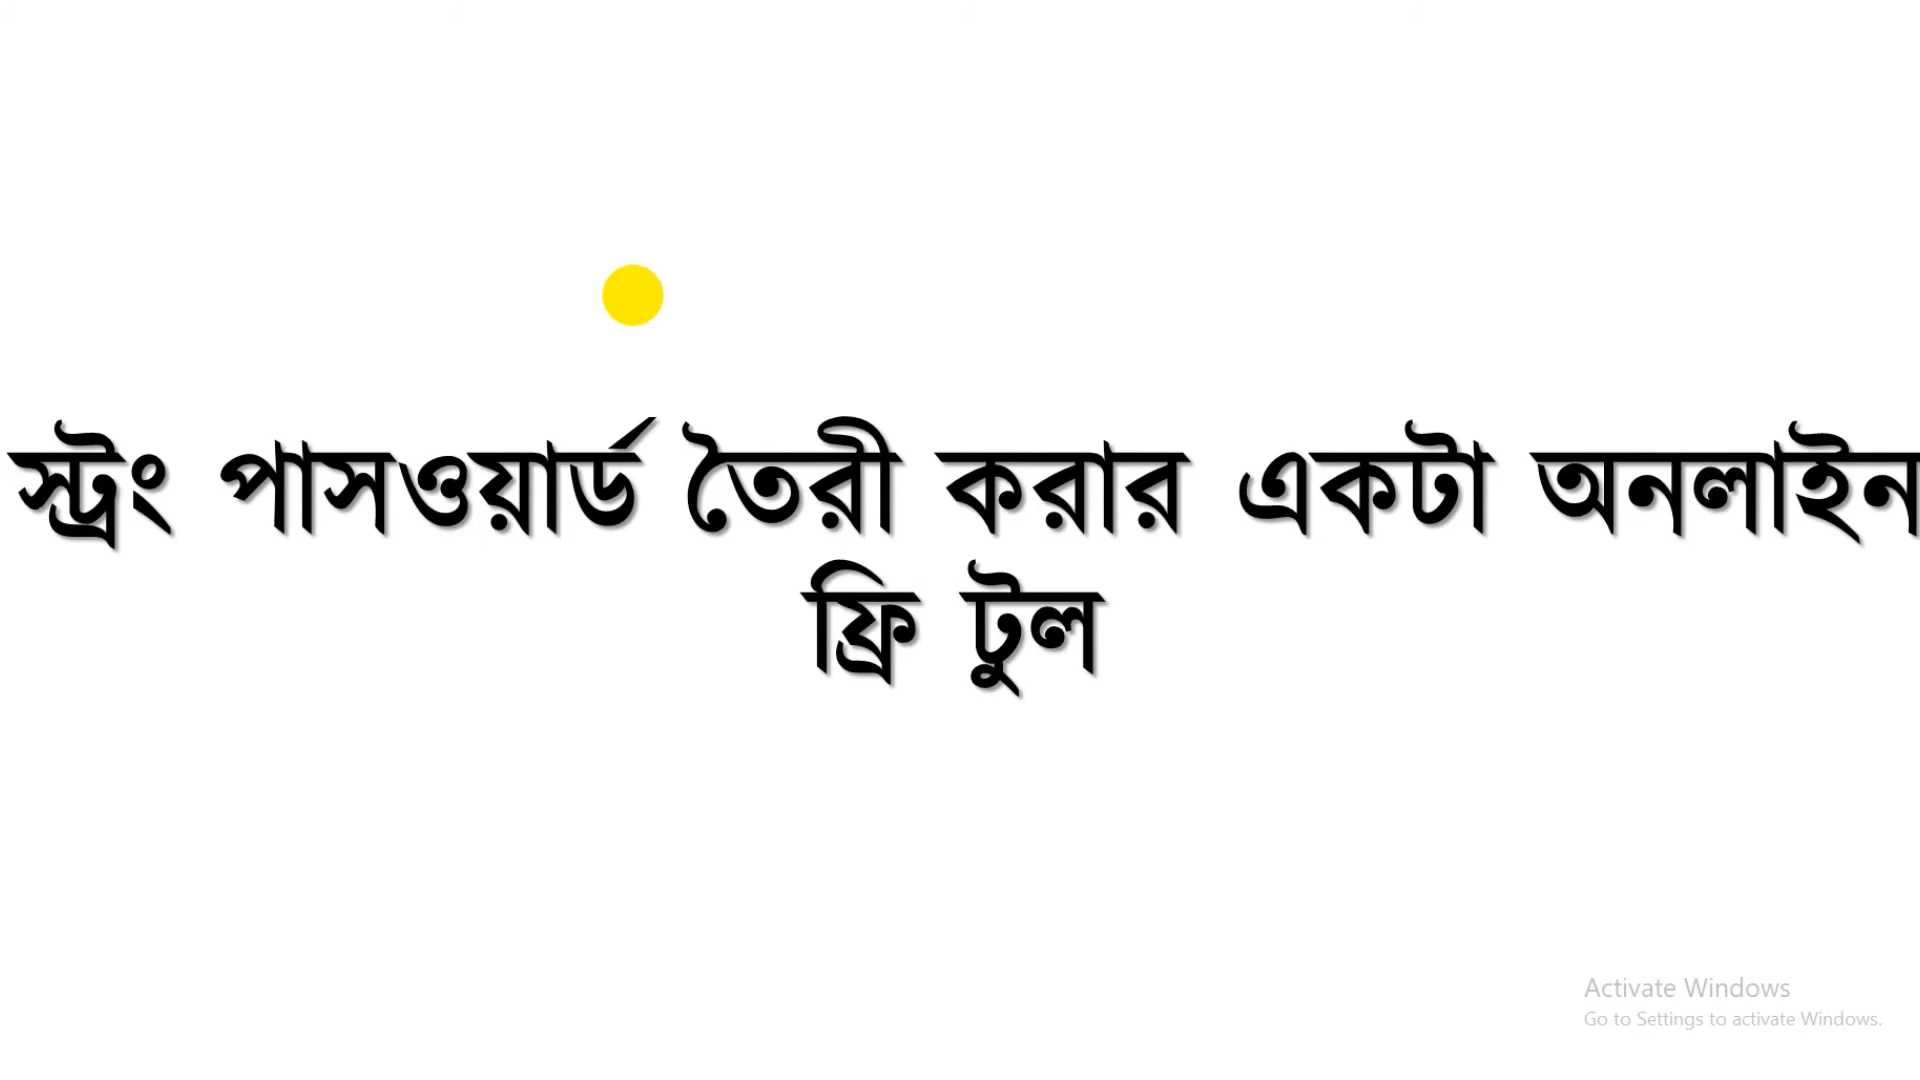 স্ট্রং পাসওয়ার্ড তৈরী করার একটা অনলাইন
ফ্রি টুল
Activate Windows
Go to Settings to activate Windows.